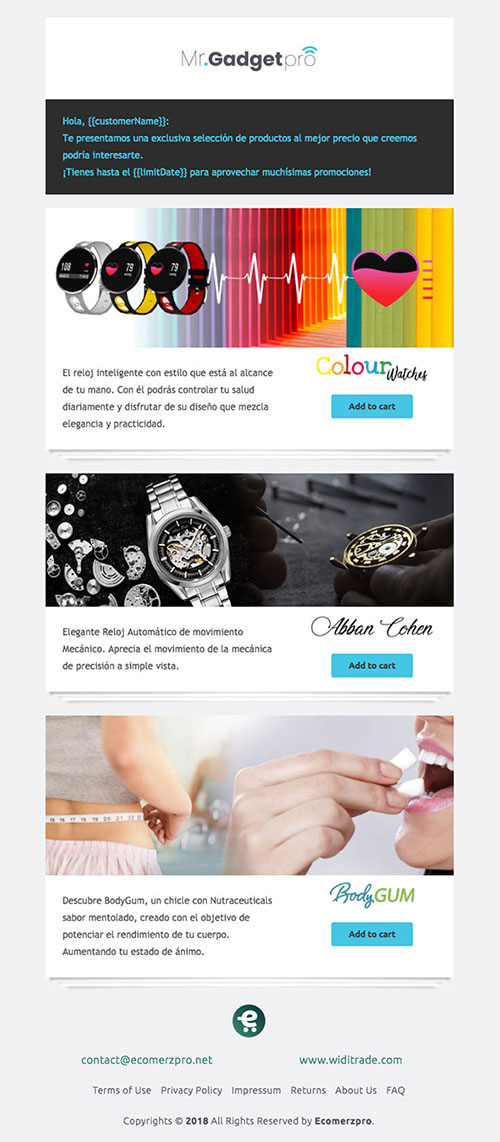 Mr.Gadgetpro
Hola, {{customerName}}:
Te presentamos una exclusiva selección de productos al mejor precio que creemos
podría interesarte.
¡Tienes hasta el {{limitDate}} para aprovechar muchísimas promociones!
188
79
79
Colour Watches
El reloj inteligente con estilo que está al alcance
de tu mano. Con él podrás controlar tu salud
diariamente y disfrutar de su diseño que mezcla
elegancia y practicidad.
Add to cart
Abban Cohen
Elegante Reloj Automático de movimiento
Mecánico. Aprecia el movimiento de la mecánica
de precisión a simple vista.
Add to cart
BodyGUM
Descubre BodyGum, un chicle con Nutraceuticals
sabor mentolado, creado con el objetivo de
potenciar el rendimiento de tu cuerpo.
Aumentando tu estado de ánimo.
Add to cart
contact@ecomerzpro.net www.widitrade.com
Terms of Use Privacy Policy Impressum Returns About Us FAQ
Copyrights © 2018 All Rights Reserved by Ecomerzpro.